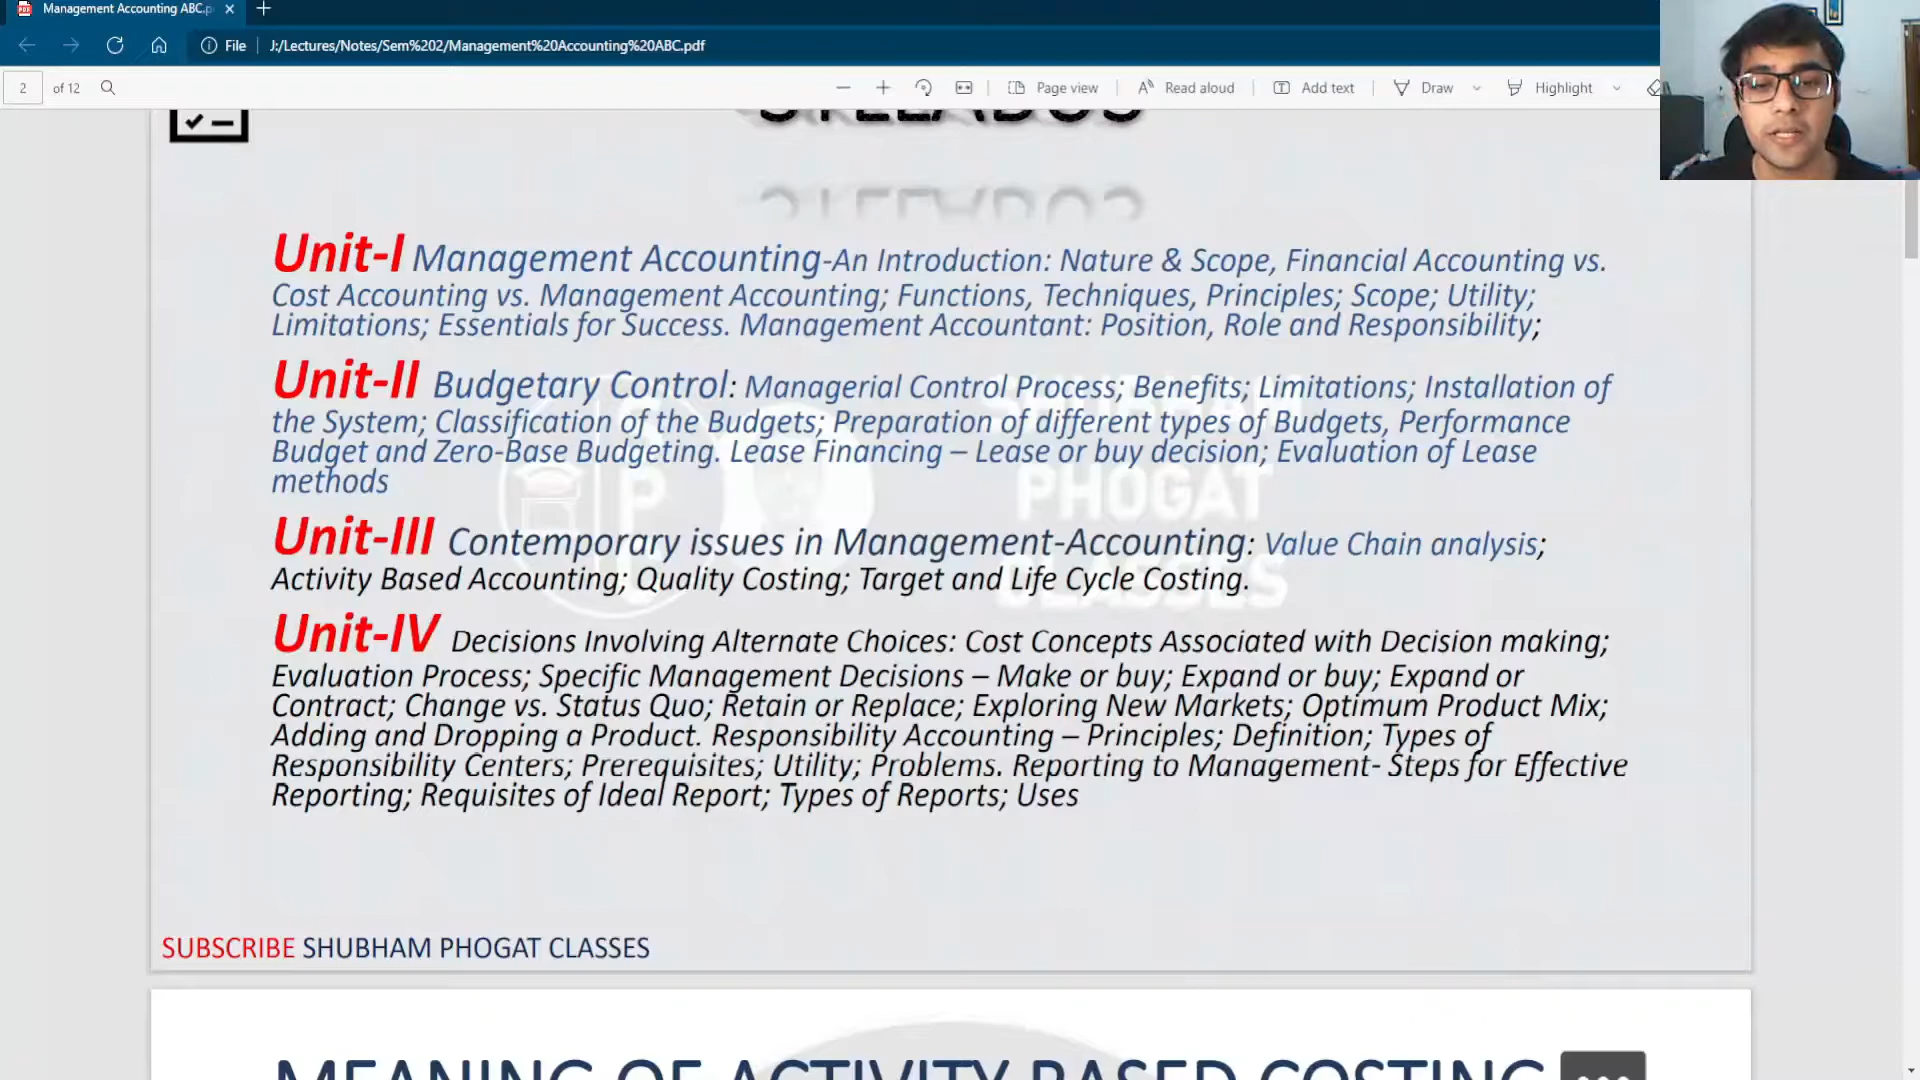 Management Accounting ABC.p
File
J:/Lectures/Notes/Sem%202/Management%20Accounting%20ABC.pdf
2 of 12
Page view
Read aloud
Add text
Draw
Highlight
SYLLABUS
Unit-I Management Accounting-An Introduction: Nature & Scope, Financial Accounting vs.
Cost Accounting vs. Management Accounting; Functions, Techniques, Principles; Scope; Utility;
Limitations; Essentials for Success. Management Accountant: Position, Role and Responsibility;
Unit-II Budgetary Control: Managerial Control Process; Benefits; Limitations; Installation of
the System; Classification of the Budgets; Preparation of different types of Budgets, Performance
Budget and Zero-Base Budgeting. Lease Financing – Lease or buy decision; Evaluation of Lease
methods
Unit-III Contemporary issues in Management-Accounting: Value Chain analysis;
Activity Based Accounting; Quality Costing; Target and Life Cycle Costing.
Unit-IV Decisions Involving Alternate Choices: Cost Concepts Associated with Decision making;
Evaluation Process; Specific Management Decisions – Make or buy; Expand or buy; Expand or
Contract; Change vs. Status Quo; Retain or Replace; Exploring New Markets; Optimum Product Mix;
Adding and Dropping a Product. Responsibility Accounting – Principles; Definition; Types of
Responsibility Centers; Prerequisites; Utility; Problems. Reporting to Management- Steps for Effective
Reporting; Requisites of Ideal Report; Types of Reports; Uses
SHUBHAM
PHOGAT
CLASSES
SUBSCRIBE SHUBHAM PHOGAT CLASSES
MEANING OF ACTIVITY BASED COSTING